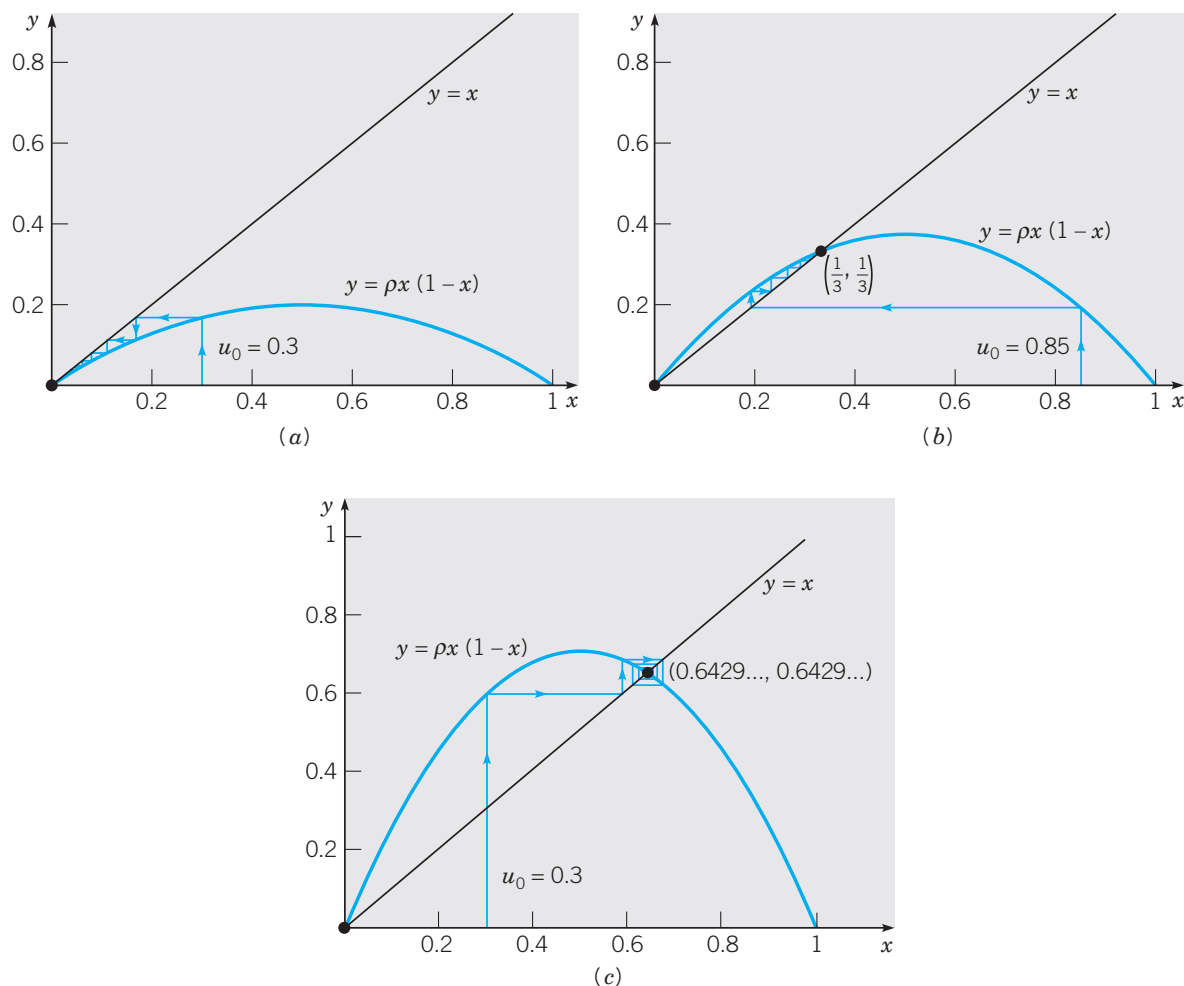 y
0.8
y = x
0.6
0.4
y = ρx (1 – x)
0.2
u₀ = 0.3
0.2 0.4 0.6 0.8 1 x
(a)
y
0.8
y = x
0.6
0.4
y = ρx (1 – x)
(1/3, 1/3)
0.2
u₀ = 0.85
0.2 0.4 0.6 0.8 1 x
(b)
y
1
y = x
0.8
y = ρx (1 – x)
(0.6429..., 0.6429...)
0.6
0.4
0.2
u₀ = 0.3
0.2 0.4 0.6 0.8 1 x
(c)